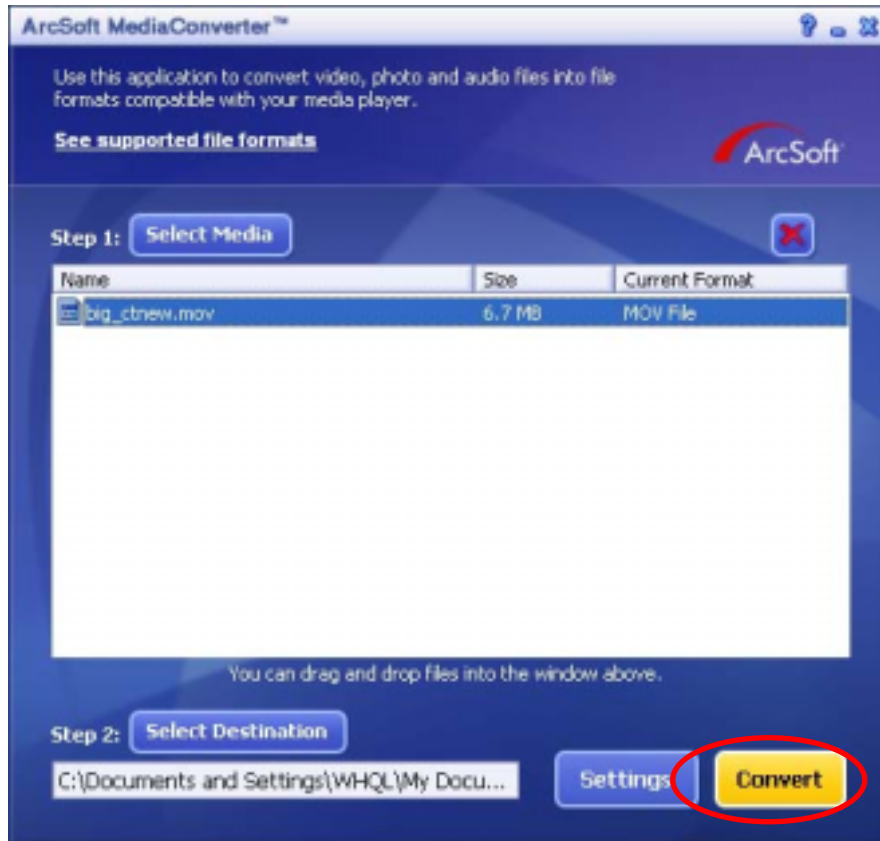 ArcSoft MediaConverter™
Use this application to convert video, photo and audio files into file
formats compatible with your media player.
See supported file formats
ArcSoft
Step 1: Select Media
Name Size Current Format
big_ctnew.mov 6.7 MB MOV File
You can drag and drop files into the window above.
Step 2: Select Destination
C:\Documents and Settings\WHQL\My Docu...
Settings Convert